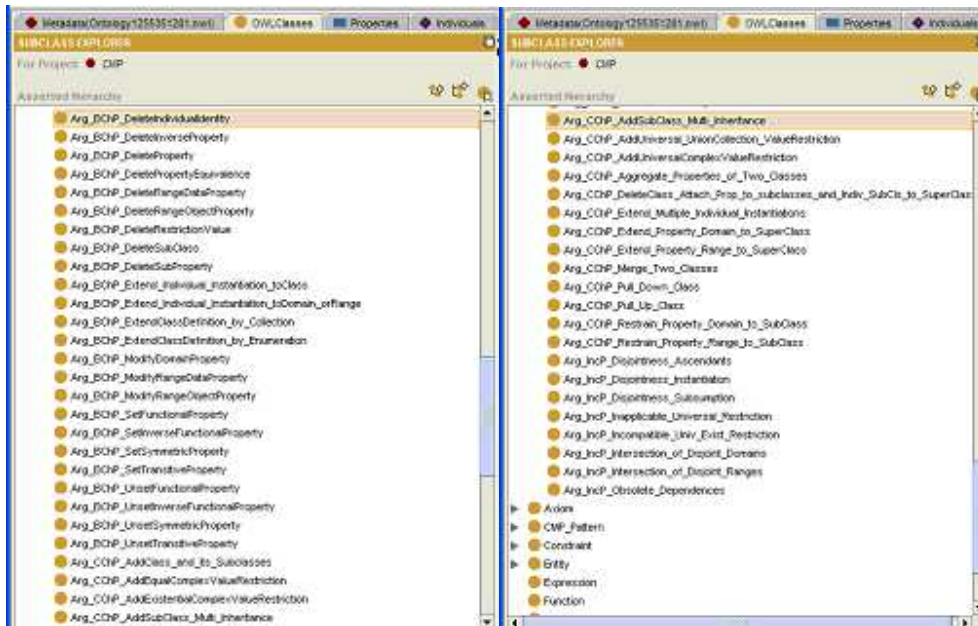 Metadata(Ontology1255351281.owl) OWLClasses Properties Individuals
SUBCLASS EXPLORER
For Project: CMP
Asserted Hierarchy
Arg_BChP_DeleteIndividualIdentity
Arg_BChP_DeleteInverseProperty
Arg_BChP_DeleteProperty
Arg_BChP_DeletePropertyEquivalence
Arg_BChP_DeleteRangeDataProperty
Arg_BChP_DeleteRangeObjectProperty
Arg_BChP_DeleteRestrictionValue
Arg_BChP_DeleteSubClass
Arg_BChP_DeleteSubProperty
Arg_BChP_Extend_Individual_Instantiation_toClass
Arg_BChP_Extend_Individual_Instantiation_toDomain_orRange
Arg_BChP_ExtendClassDefinition_by_Collection
Arg_BChP_ExtendClassDefinition_by_Enumeration
Arg_BChP_ModifyDomainProperty
Arg_BChP_ModifyRangeDataProperty
Arg_BChP_ModifyRangeObjectProperty
Arg_BChP_SetFunctionalProperty
Arg_BChP_SetInverseFunctionalProperty
Arg_BChP_SetSymmetricProperty
Arg_BChP_SetTransitiveProperty
Arg_BChP_UnsetFunctionalProperty
Arg_BChP_UnsetInverseFunctionalProperty
Arg_BChP_UnsetSymmetricProperty
Arg_BChP_UnsetTransitiveProperty
Arg_CChP_AddClass_and_its_Subclasses
Arg_CChP_AddEqualComplexValueRestriction
Arg_CChP_AddExistentialComplexValueRestriction
Arg_CChP_AddSubClass_Multi_Inheritance
Metadata(Ontology1255351281.owl) OWLClasses Properties Individuals
SUBCLASS EXPLORER
For Project: CMP
Asserted Hierarchy
Arg_CChP_AddSubClass_Multi_Inheritance
Arg_CChP_AddUniversal_UnionCollection_ValueRestriction
Arg_CChP_AddUniversalComplexValueRestriction
Arg_CChP_Aggregate_Properties_of_Two_Classes
Arg_CChP_DeleteClass_Attach_Prop_to_subclasses_and_Indiv_SubCls_to_SuperClas
Arg_CChP_Extend_Multiple_Individual_Instantiations
Arg_CChP_Extend_Property_Domain_to_SuperClass
Arg_CChP_Extend_Property_Range_to_SuperClass
Arg_CChP_Merge_Two_Classes
Arg_CChP_Pull_Down_Class
Arg_CChP_Pull_Up_Class
Arg_CChP_Restrain_Property_Domain_to_SubClass
Arg_CChP_Restrain_Property_Range_to_SubClass
Arg_IncP_Disjointness_Ascendants
Arg_IncP_Disjointness_Instantiation
Arg_IncP_Disjointness_Subsumption
Arg_IncP_Inapplicable_Universal_Restriction
Arg_IncP_Incompatible_Univ_Exist_Restriction
Arg_IncP_Intersection_of_Disjoint_Domains
Arg_IncP_Intersection_of_Disjoint_Ranges
Arg_IncP_Obsolete_Dependences
Axiom
CMP_Pattern
Constraint
Entity
Expression
Function